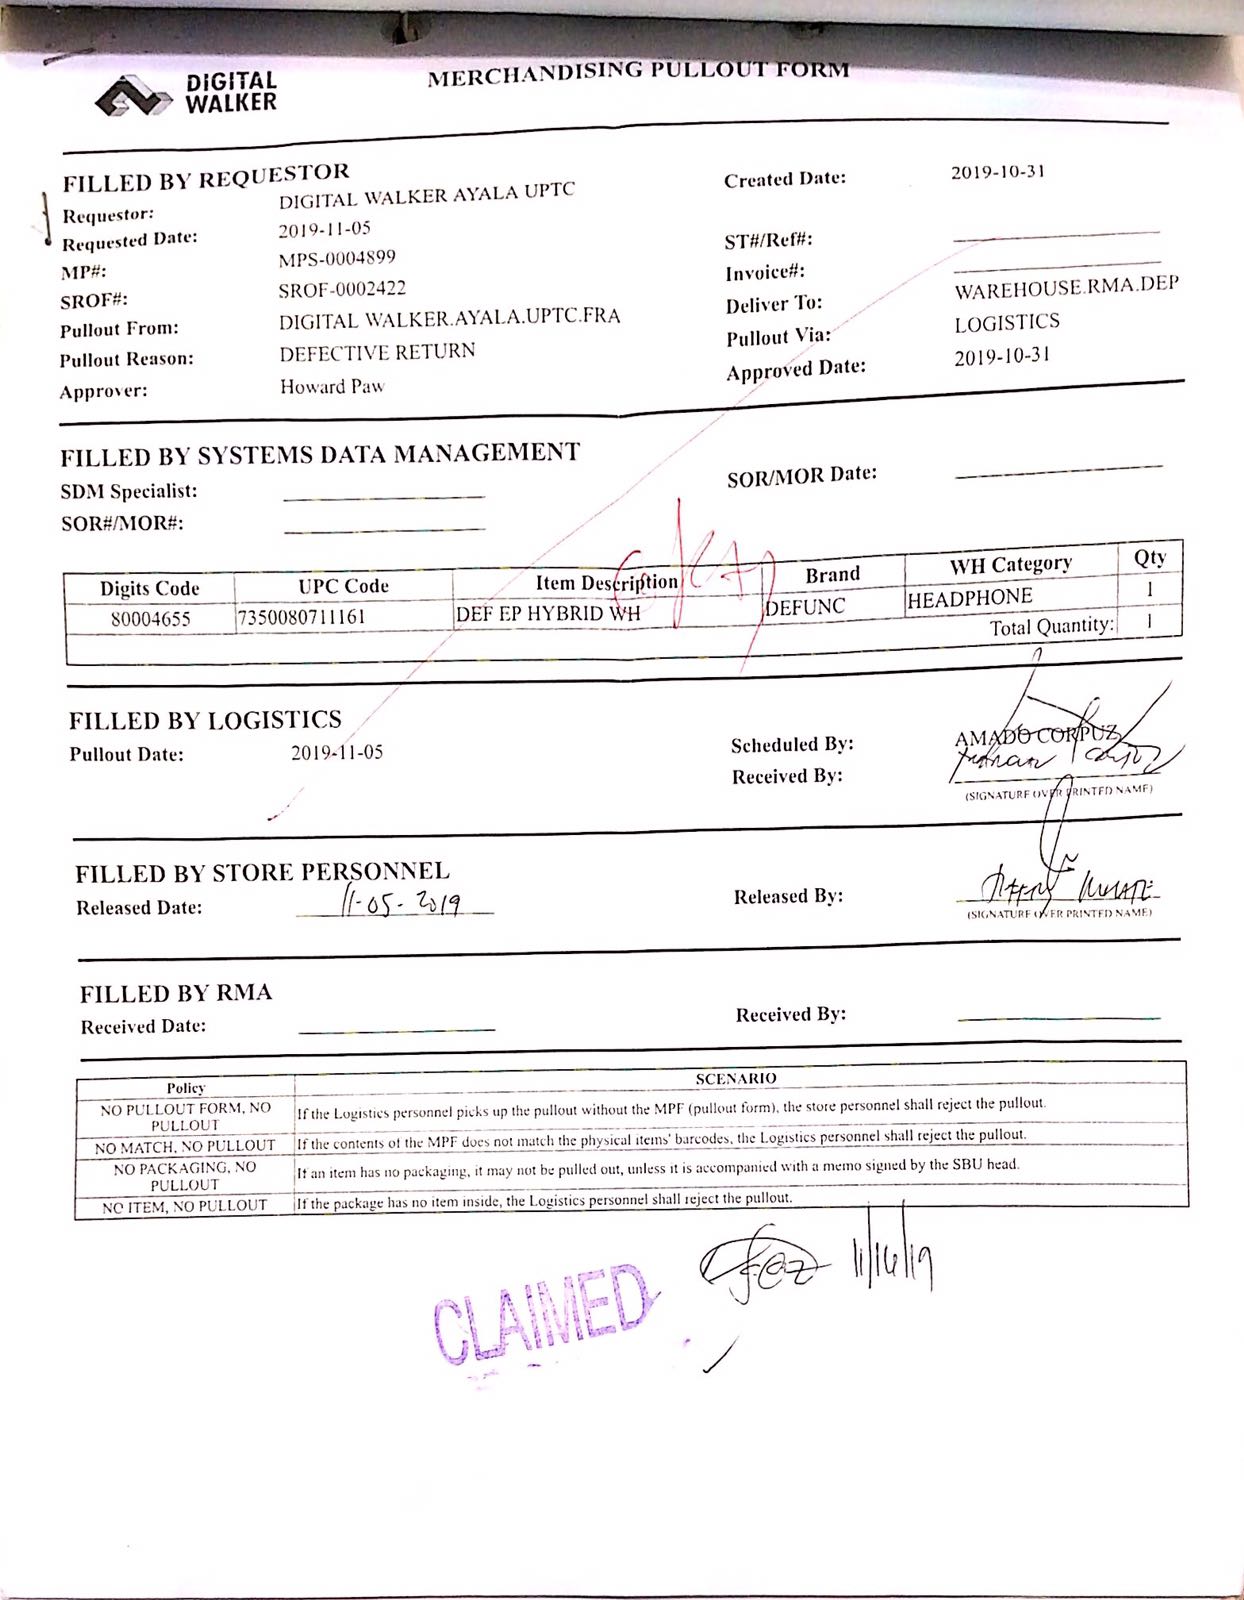 DIGITAL
WALKER
MERCHANDISING PULLOUT FORM
FILLED BY REQUESTOR
Requestor: DIGITAL WALKER AYALA UPTC Created Date: 2019-10-31
Requested Date: 2019-11-05
MP#: MPS-0004899 ST#/Ref#:
SROF#: SROF-0002422 Invoice#:
Pullout From: DIGITAL WALKER.AYALA.UPTC.FRA Deliver To: WAREHOUSE.RMA.DEP
Pullout Reason: DEFECTIVE RETURN Pullout Via: LOGISTICS
Approver: Howard Paw Approved Date: 2019-10-31
FILLED BY SYSTEMS DATA MANAGEMENT
SDM Specialist: SOR/MOR Date:
SOR#/MOR#:
Digits Code UPC Code Item Description Brand WH Category Qty
80004655 7350080711161 DEF EP HYBRID WH DEFUNC HEADPHONE 1
Total Quantity: 1
FILLED BY LOGISTICS
Pullout Date: 2019-11-05 Scheduled By: AMADO CORPUZ
Received By:
(SIGNATURE OVER PRINTED NAME)
FILLED BY STORE PERSONNEL
Released Date: 11-05-2019 Released By:
(SIGNATURE OVER PRINTED NAME)
FILLED BY RMA
Received Date: Received By:
Policy SCENARIO
NO PULLOUT FORM, NO PULLOUT If the Logistics personnel picks up the pullout without the MPF (pullout form), the store personnel shall reject the pullout.
NO MATCH, NO PULLOUT If the contents of the MPF does not match the physical items' barcodes, the Logistics personnel shall reject the pullout.
NO PACKAGING, NO PULLOUT If an item has no packaging, it may not be pulled out, unless it is accompanied with a memo signed by the SBU head.
NO ITEM, NO PULLOUT If the package has no item inside, the Logistics personnel shall reject the pullout.
11/16/19
CLAIMED